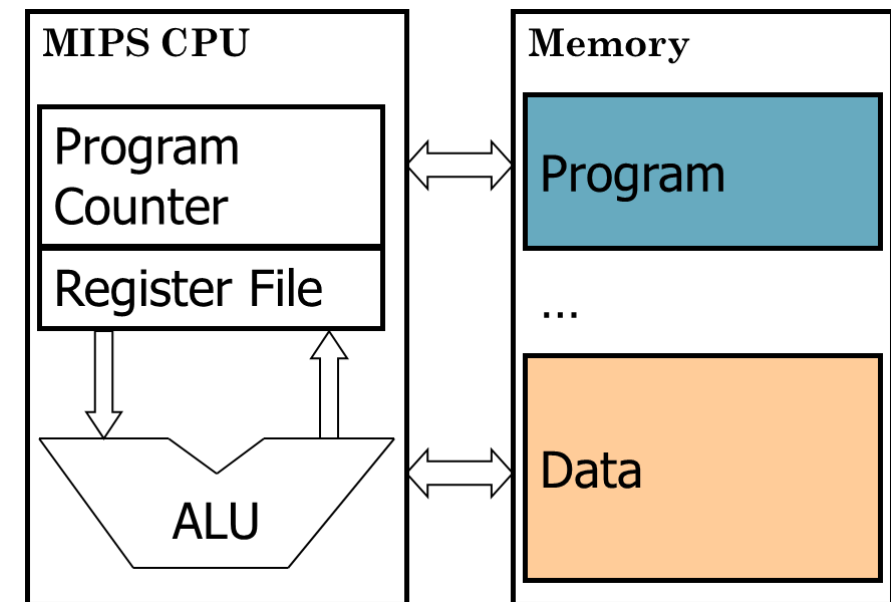 MIPS CPU
Program
Counter
Register File
ALU
Memory
Program
...
Data